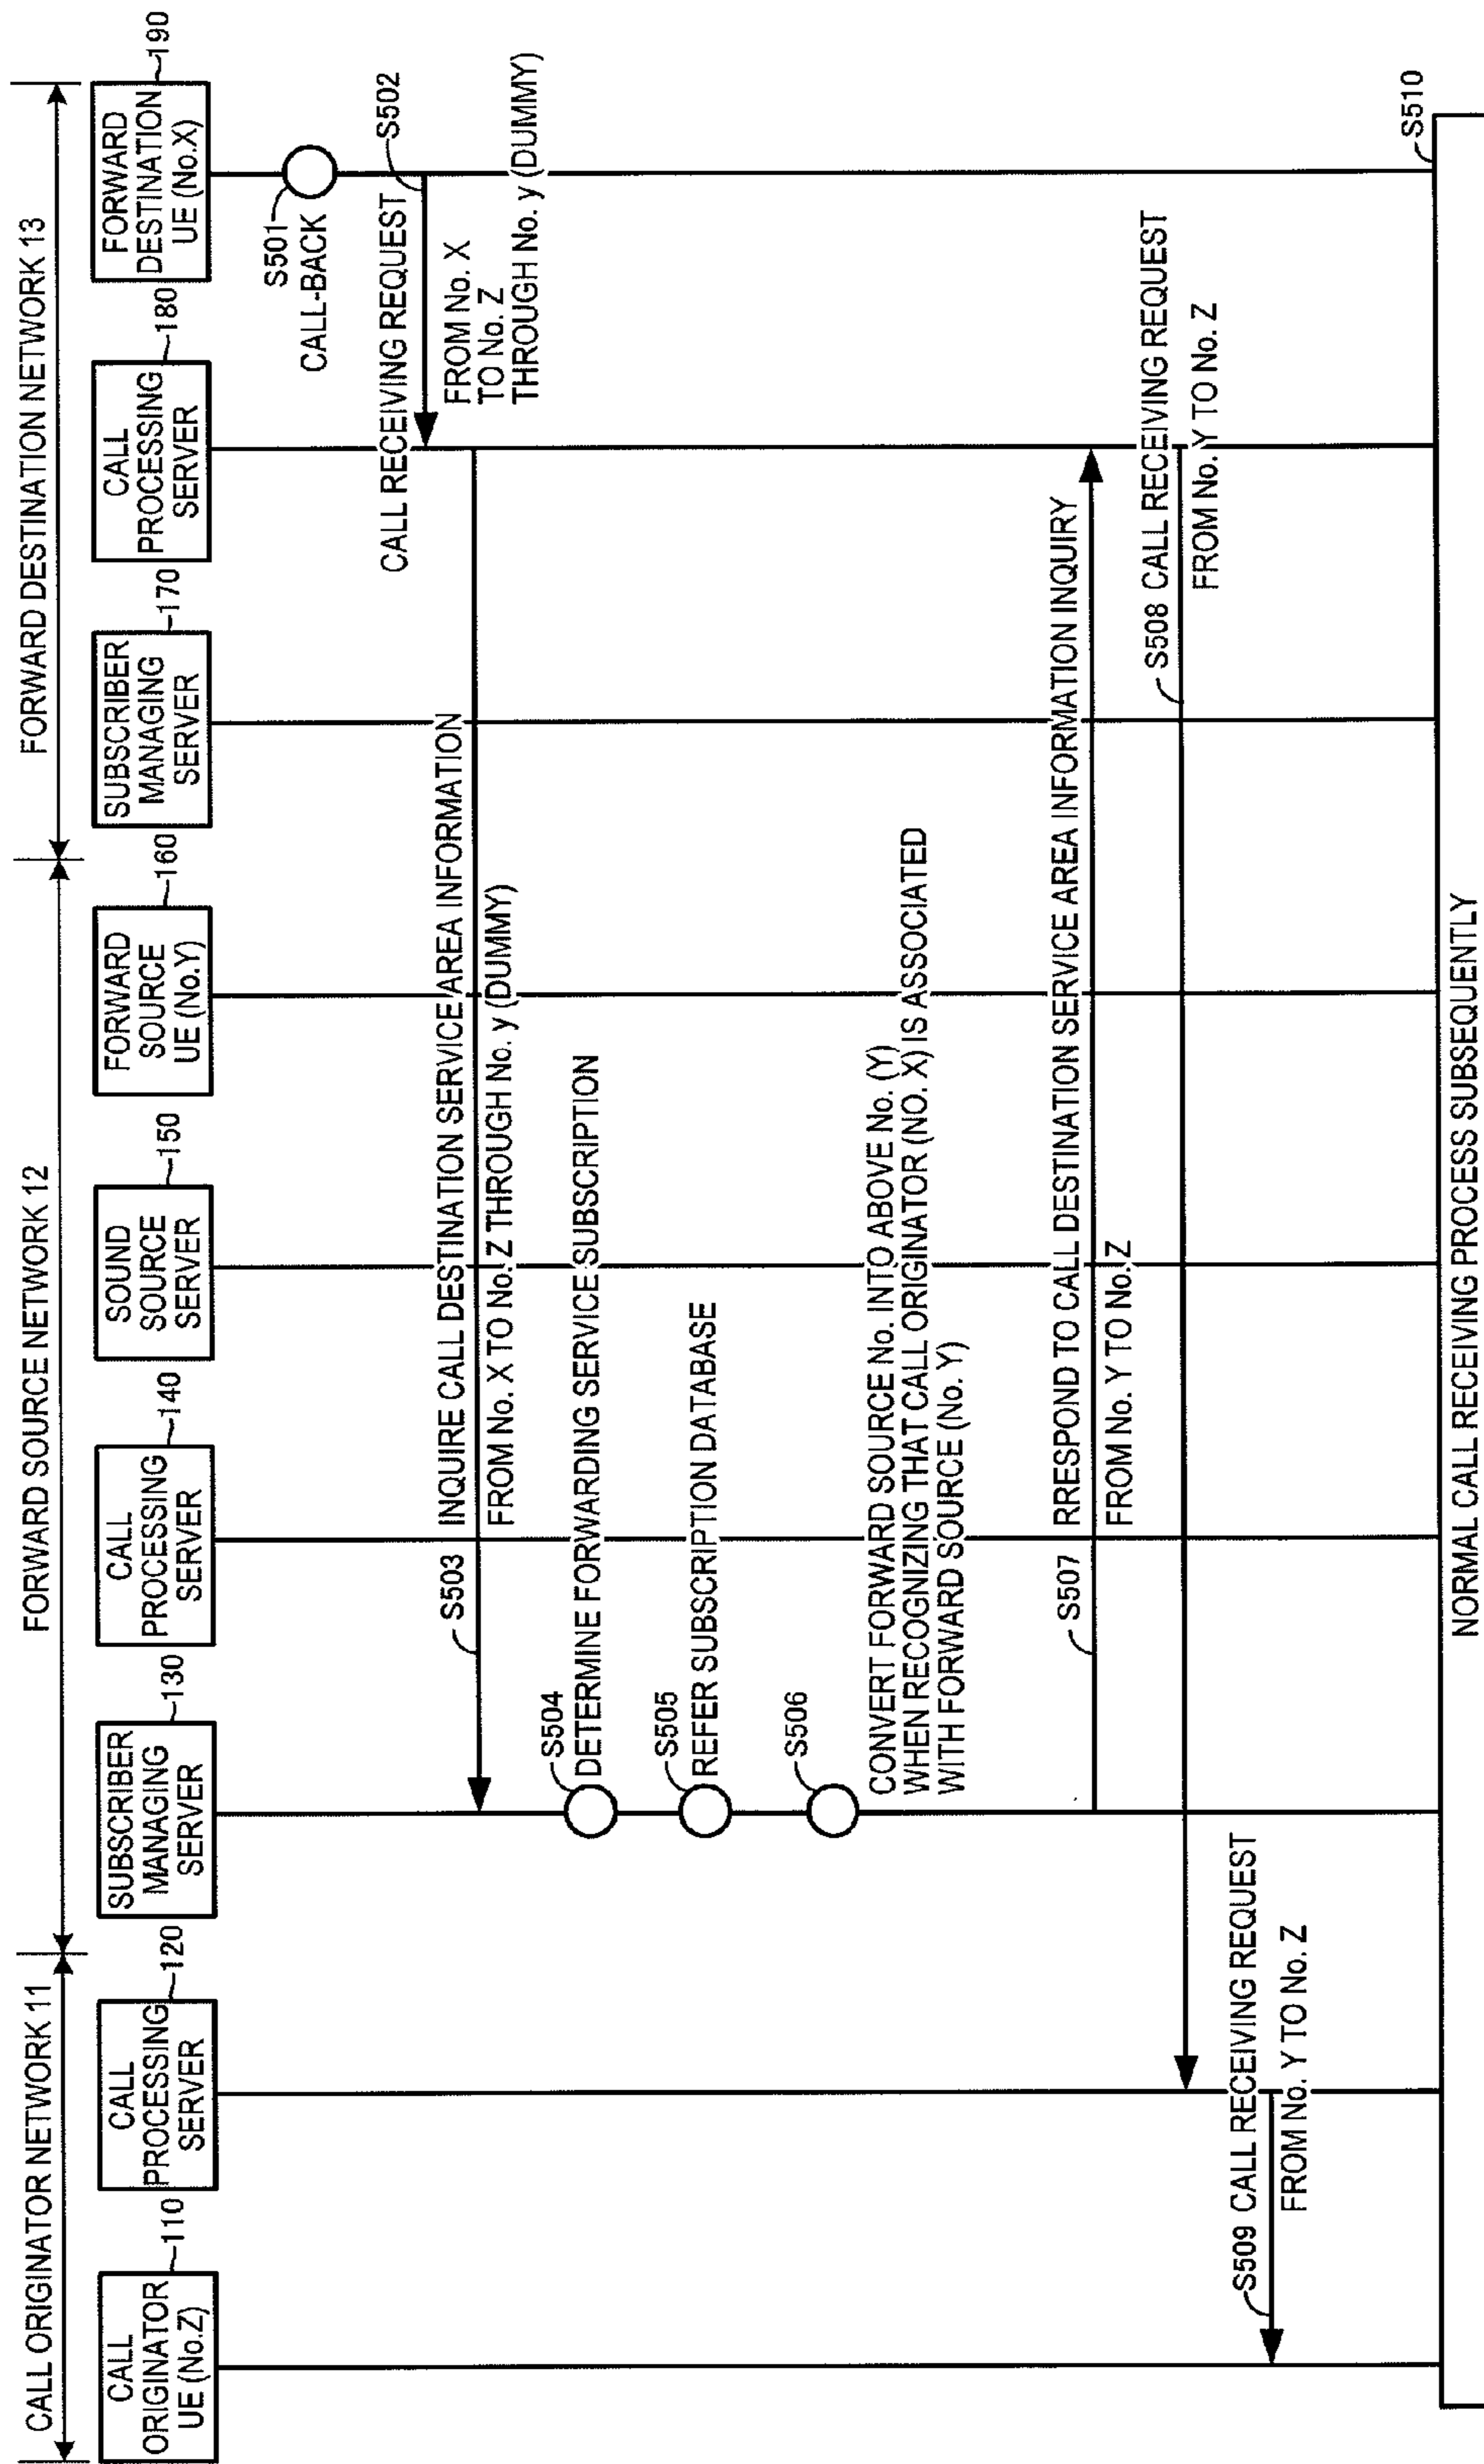 CALL ORIGINATOR NETWORK 11
FORWARD SOURCE NETWORK 12
FORWARD DESTINATION NETWORK 13
CALL
ORIGINATOR
UE (No.Z)
110
CALL
PROCESSING
SERVER
120
SUBSCRIBER
MANAGING
SERVER
130
CALL
PROCESSING
SERVER
140
SOUND
SOURCE
SERVER
150
FORWARD
SOURCE
UE (No.Y)
160
SUBSCRIBER
MANAGING
SERVER
170
CALL
PROCESSING
SERVER
180
FORWARD
DESTINATION
UE (No.X)
190
S501
CALL-BACK
S502
CALL RECEIVING REQUEST
FROM No. X
TO No. Z
THROUGH No. y (DUMMY)
S503
INQUIRE CALL DESTINATION SERVICE AREA INFORMATION
FROM No. X TO No. Z THROUGH No. y (DUMMY)
S504
DETERMINE FORWARDING SERVICE SUBSCRIPTION
S505
REFER SUBSCRIPTION DATABASE
S506
CONVERT FORWARD SOURCE No. INTO ABOVE No. (Y)
WHEN RECOGNIZING THAT CALL ORIGINATOR (NO. X) IS ASSOCIATED
WITH FORWARD SOURCE (No. Y)
S507
RRESPOND TO CALL DESTINATION SERVICE AREA INFORMATION INQUIRY
FROM No. Y TO No. Z
S508 CALL RECEIVING REQUEST
FROM No. Y TO No. Z
S509 CALL RECEIVING REQUEST
FROM No. Y TO No. Z
S510
NORMAL CALL RECEIVING PROCESS SUBSEQUENTLY